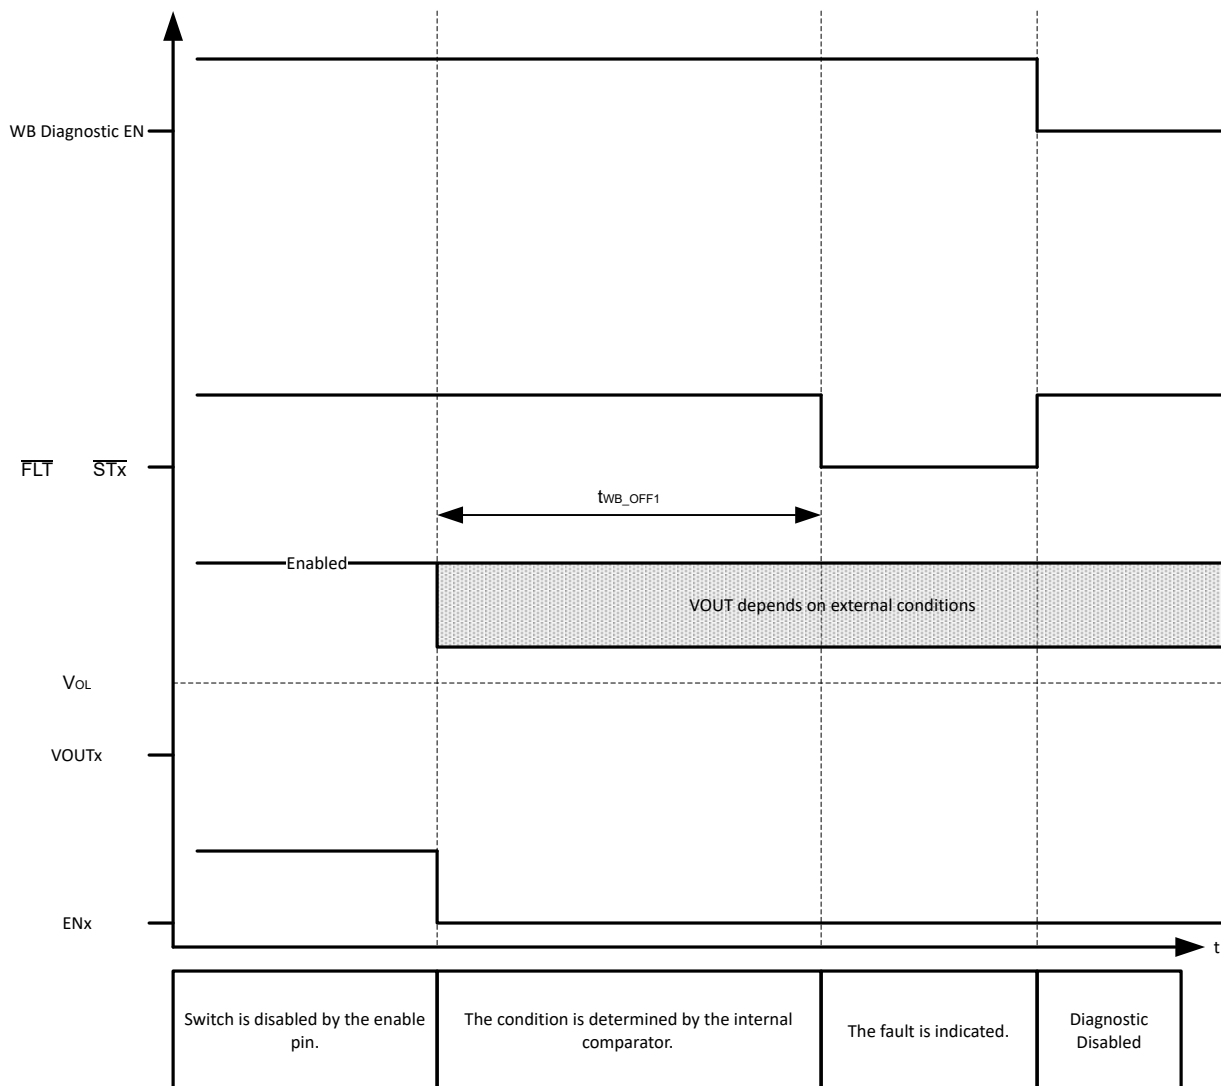 WB Diagnostic EN
FLT STx
tWB_OFF1
Enabled
VOUT depends on external conditions
VOL
VOUTx
ENx
t
Switch is disabled by the enable
pin.
The condition is determined by the internal
comparator.
The fault is indicated.
Diagnostic
Disabled